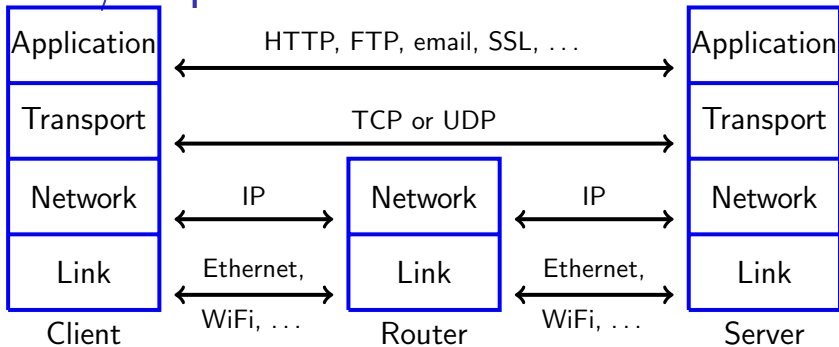 Application HTTP, FTP, email, SSL, ... Application
Transport TCP or UDP Transport
Network IP Network IP Network
Link Ethernet, Link Ethernet, Link
WiFi, ... WiFi, ...
Client Router Server